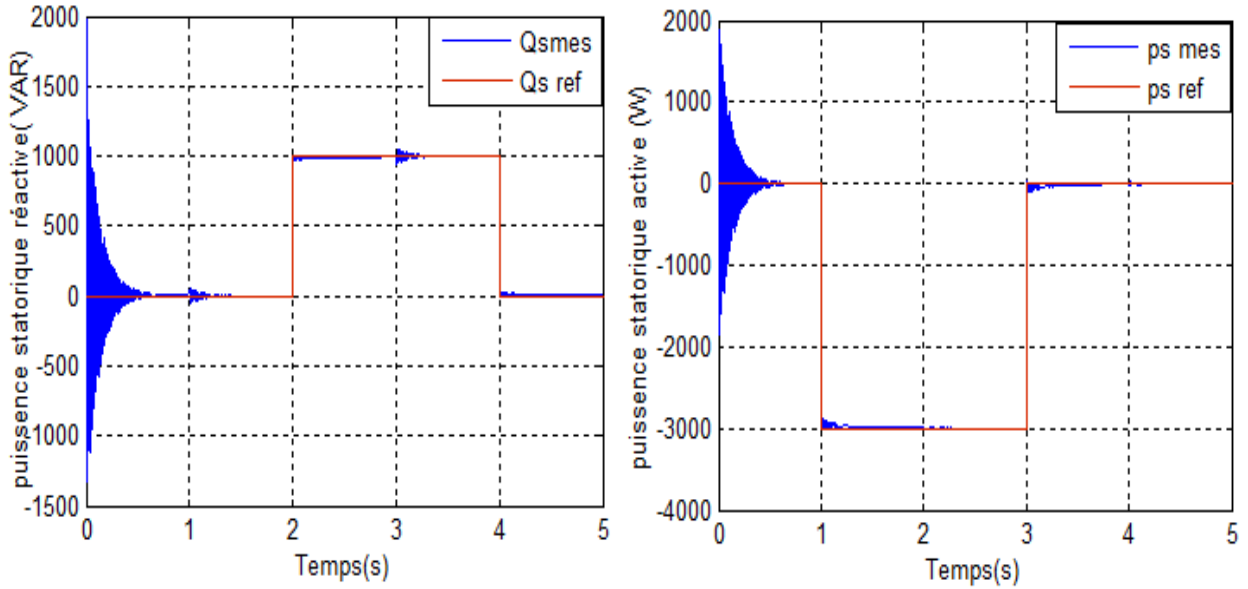 puissence statorique réactive( VAR)
2000
1500
1000
500
0
-500
-1000
-1500
0 1 2 3 4 5
Temps(s)
Qsmes
Qs ref
puissence statorique active (W)
2000
1000
0
-1000
-2000
-3000
-4000
0 1 2 3 4 5
Temps(s)
ps mes
ps ref